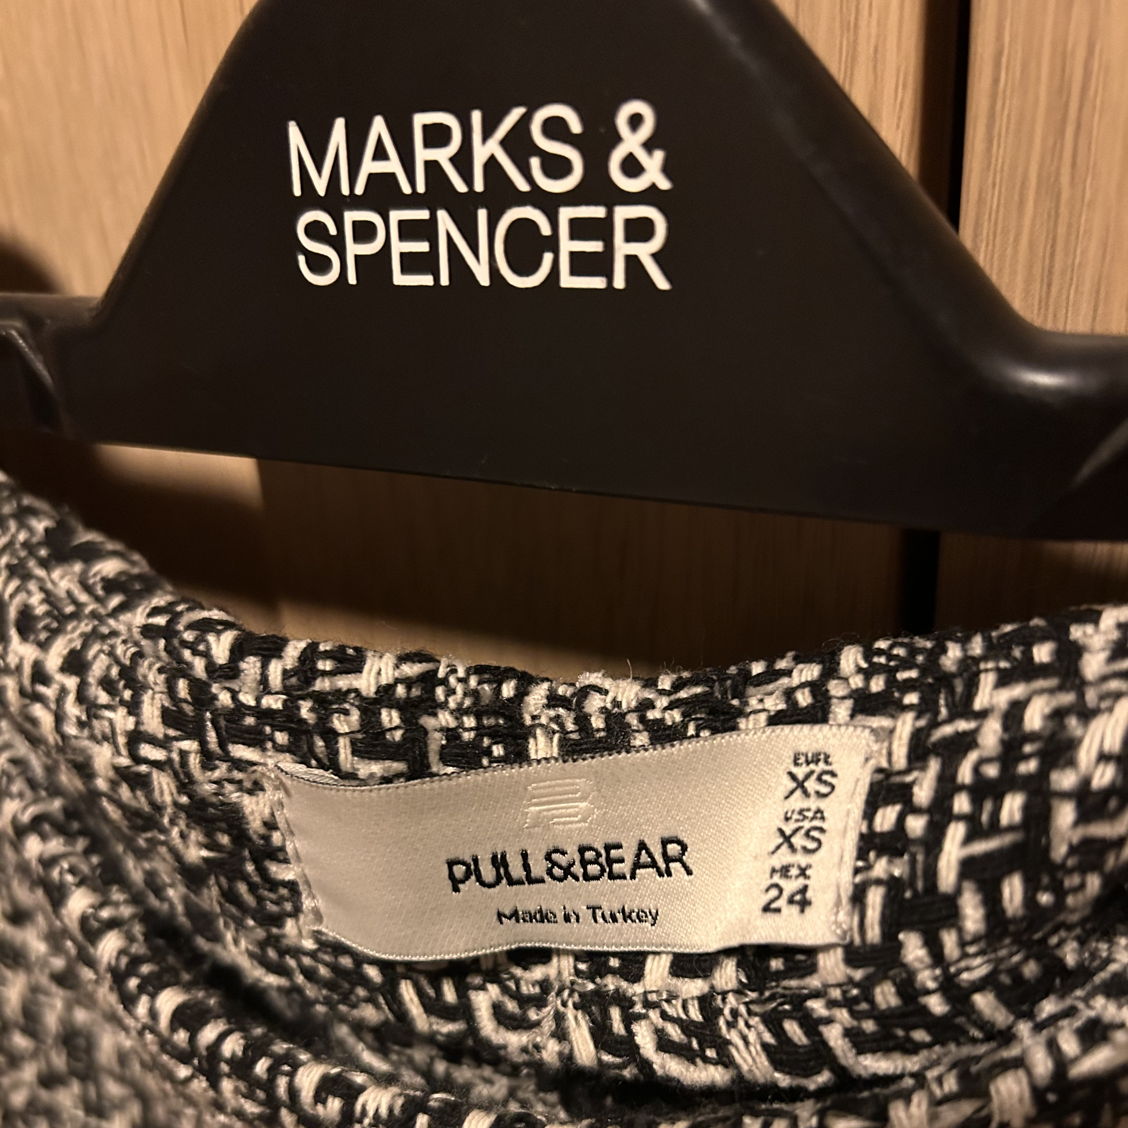 MARKS &
SPENCER
PULL&BEAR
Made in Turkey
EUR
XS
USA
XS
MEX
24